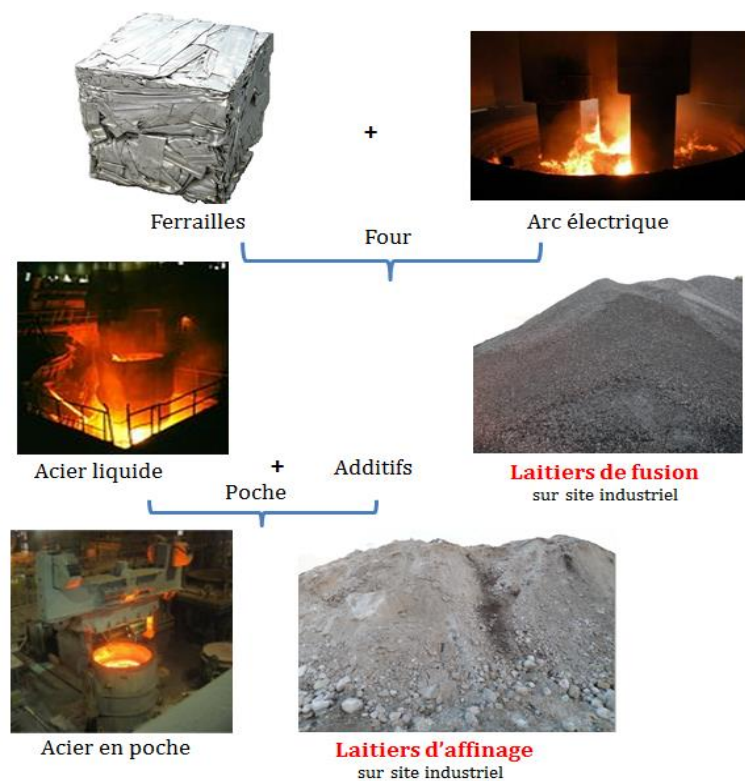 +
Ferrailles
Arc électrique
Four
Acier liquide
+
Additifs
Laitiers de fusion
sur site industriel
Poche
Acier en poche
Laitiers d'affinage
sur site industriel